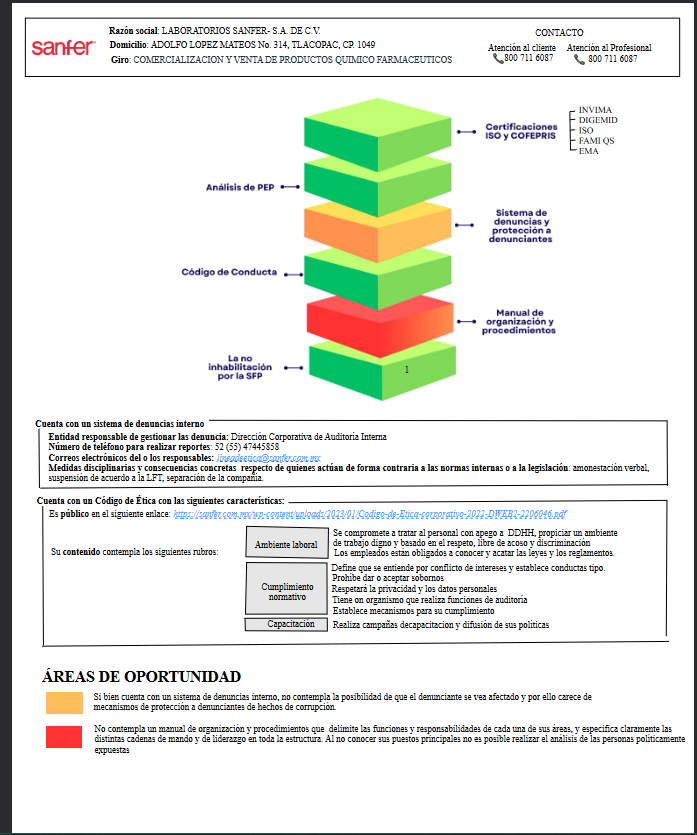 sanfer
Razón social: LABORATORIOS SANFER- S.A. DE C.V.
Domicilio: ADOLFO LOPEZ MATEOS No. 314, TLACOPAC, CP. 1049
Giro: COMERCIALIZACION Y VENTA DE PRODUCTOS QUIMICO FARMACEUTICOS
CONTACTO
Atención al cliente Atención al Profesional
800 711 6087 800 711 6087
Certificaciones
ISO y COFEPRIS
INVIMA
DIGEMID
ISO
FAMI QS
EMA
Análisis de PEP
Sistema de
denuncias y
protección a
denunciantes
Código de Conducta
Manual de
organización y
procedimientos
La no
inhabilitación
por la SFP
1
Cuenta con un sistema de denuncias interno
Entidad responsable de gestionar las denuncia: Dirección Corporativa de Auditoría Interna
Número de teléfono para realizar reportes: 52 (55) 47445858
Correos electrónicos del o los responsables: lineadeetica@sanfer.com.mx
Medidas disciplinarias y consecuencias concretas respecto de quienes actúan de forma contraria a las normas internas o a la legislación: amonestación verbal,
suspensión de acuerdo a la LFT, separación de la compañía.
Cuenta con un Código de Ética con las siguientes características:
Es público en el siguiente enlace: https://sanfer.com.mx/wp-content/uploads/2023/01/Codigo-de-Etica-corporativo-2022-DWER2-2206046.pdf
Su contenido contempla los siguientes rubros:
Ambiente laboral
Se compromete a tratar al personal con apego a DDHH, propiciar un ambiente
de trabajo digno y basado en el respeto, libre de acoso y discriminación
Los empleados están obligados a conocer y acatar las leyes y los reglamentos.
Cumplimiento
normativo
Define que se entiende por conflicto de intereses y establece conductas tipo.
Prohíbe dar o aceptar sobornos
Respetará la privacidad y los datos personales
Tiene on organismo que realiza funciones de auditoría
Establece mecanismos para su cumplimiento
Capacitación
Realiza campañas decapacitacion y difusión de sus políticas
ÁREAS DE OPORTUNIDAD
Si bien cuenta con un sistema de denuncias interno, no contempla la posibilidad de que el denunciante se vea afectado y por ello carece de
mecanismos de protección a denunciantes de hechos de corrupción.
No contempla un manual de organización y procedimientos que delimite las funciones y responsabilidades de cada una de sus áreas, y especifica claramente las
distintas cadenas de mando y de liderazgo en toda la estructura. Al no conocer sus puestos principales no es posible realizar el análisis de las personas políticamente
expuestas